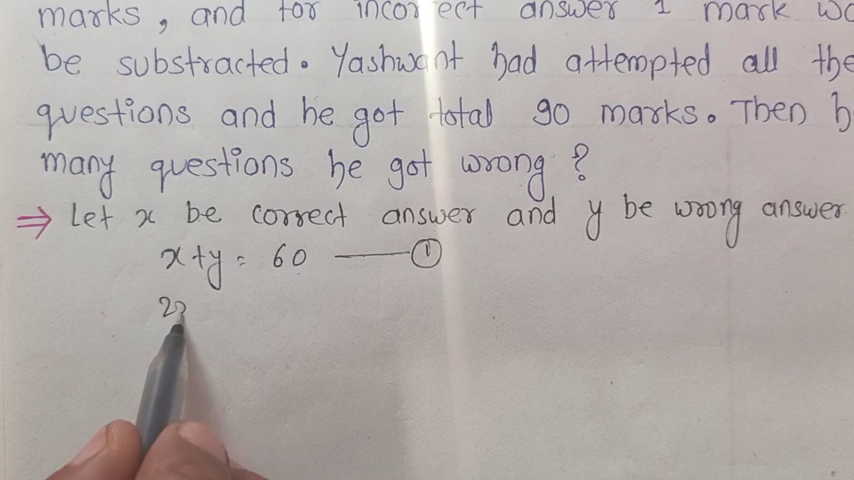 marks, and for incorrect answer 1 mark
be substracted. Yashwant had attempted all the
questions and he got total 90 marks. Then
many questions he got wrong ?
⇒ Let x be correct answer and y be wrong answer.
x+y = 60 —— ①
2